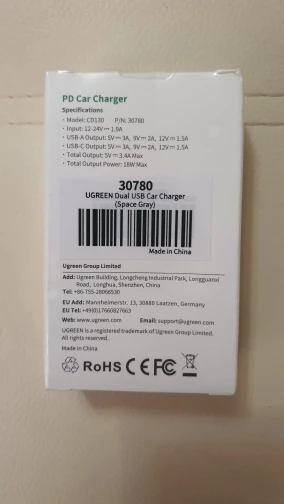 PD Car Charger
Specifications
· Model: CD130 P/N: 30780
· Input: 12-24V⎓1.9A
· USB-A Output: 5V⎓3A, 9V⎓2A, 12V⎓1.5A
· USB-C Output: 5V⎓3A, 9V⎓2A, 12V⎓1.5A
· Total Output: 5V⎓3.4A Max
· Total Output Power: 18W Max
30780
UGREEN Dual USB Car Charger
(Space Gray)
Made in China
Ugreen Group Limited
Add: Ugreen Building, Longcheng Industrial Park, Longguanxi
Road, Longhua, Shenzhen, China
Tel: +86-755-28066530
EU Add: Mannheimerstr. 13, 30880 Laatzen, Germany
EU Tel: +49(0)17660827663
Web: www.ugreen.com Email: support@ugreen.com
UGREEN is a registered trademark of Ugreen Group Limited.
All rights reserved.
Made in China
RoHS CE FC